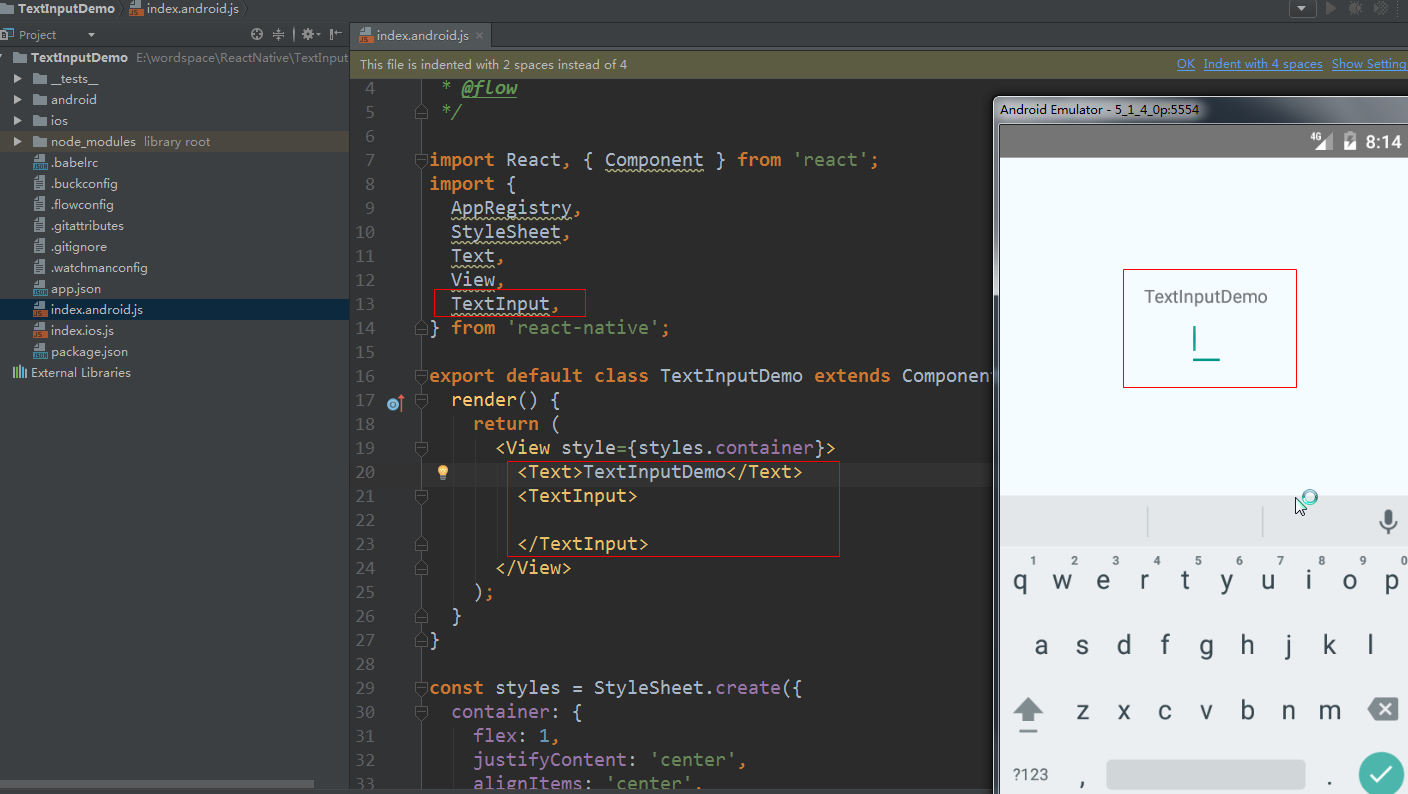 TextInputDemo index.android.js
Project
TextInputDemo E:\wordspace\ReactNative\TextInput
__tests__
android
ios
node_modules library root
.babelrc
.buckconfig
.flowconfig
.gitattributes
.gitignore
.watchmanconfig
app.json
index.android.js
index.ios.js
package.json
External Libraries
index.android.js
This file is indented with 2 spaces instead of 4 OK Indent with 4 spaces Show Setting
4 * @flow
5 */
6
7 import React, { Component } from 'react';
8 import {
9 AppRegistry,
10 StyleSheet,
11 Text,
12 View,
13 TextInput,
14 } from 'react-native';
15
16 export default class TextInputDemo extends Component
17 render() {
18 return (
19 <View style={styles.container}>
20 <Text>TextInputDemo</Text>
21 <TextInput>
22
23 </TextInput>
24 </View>
25 );
26 }
27 }
28
29 const styles = StyleSheet.create({
30 container: {
31 flex: 1,
32 justifyContent: 'center',
33 alignItems: 'center',
Android Emulator - 5_1_4_0p:5554
4G 8:14
TextInputDemo
1 2 3 4 5 6 7 8 9 0
q w e r t y u i o p
a s d f g h j k l
z x c v b n m
?123 , .